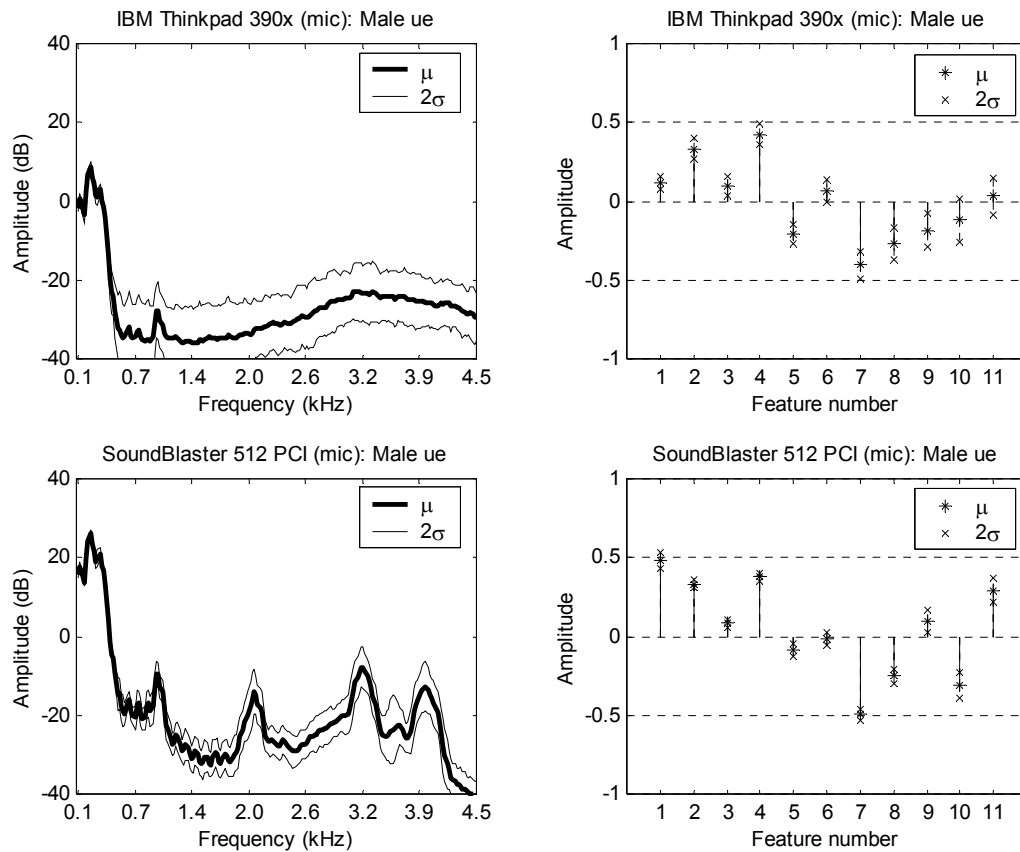 IBM Thinkpad 390x (mic): Male ue
40
20
0
-20
-40
Amplitude (dB)
μ
2σ
0.1 0.7 1.3 2.0 2.6 3.2 3.9 4.5
Frequency (kHz)
IBM Thinkpad 390x (mic): Male ue
1
0.5
0
-0.5
-1
Amplitude
μ
2σ
1 2 3 4 5 6 7 8 9 10 11
Feature number
SoundBlaster 512 PCI (mic): Male ue
40
20
0
-20
-40
Amplitude (dB)
μ
2σ
0.1 0.7 1.3 2.0 2.6 3.2 3.9 4.5
Frequency (kHz)
SoundBlaster 512 PCI (mic): Male ue
1
0.5
0
-0.5
-1
Amplitude
μ
2σ
1 2 3 4 5 6 7 8 9 10 11
Feature number